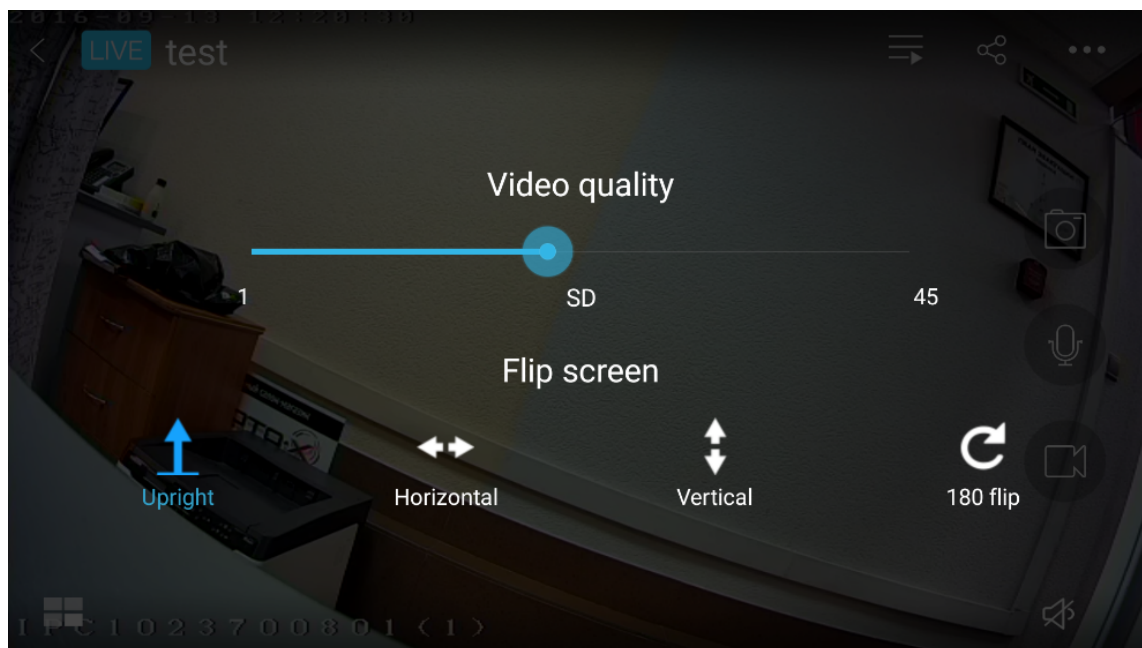 2016-09-13 12:20:30
LIVE test
Video quality
1 SD 45
Flip screen
Upright Horizontal Vertical 180 flip
IPC1023700801(1)